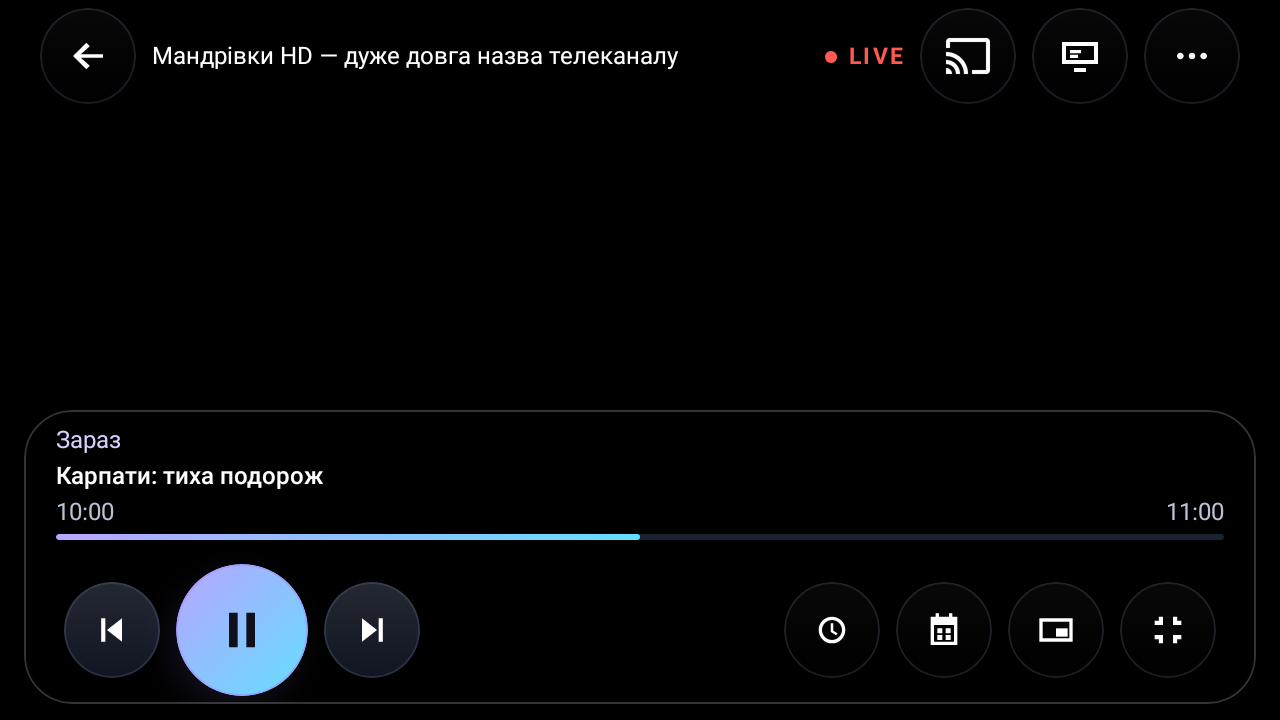 Мандрівки HD — дуже довга назва телеканалу
LIVE
Зараз
Карпати: тиха подорож
10:00
11:00